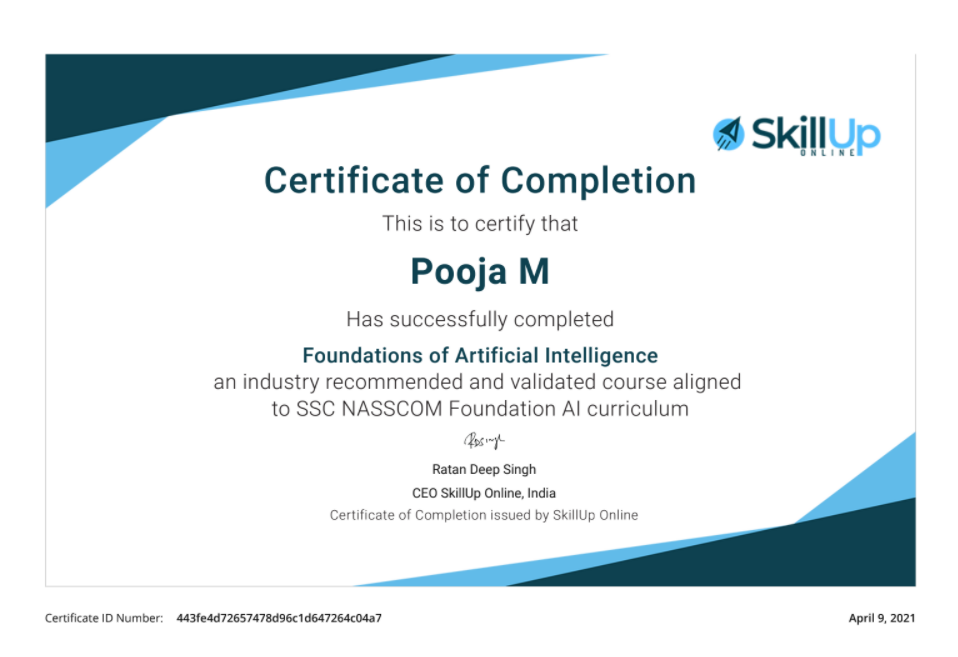 SkillUp
ONLINE
Certificate of Completion
This is to certify that
Pooja M
Has successfully completed
Foundations of Artificial Intelligence
an industry recommended and validated course aligned
to SSC NASSCOM Foundation AI curriculum
Ratan Deep Singh
CEO SkillUp Online, India
Certificate of Completion issued by SkillUp Online
Certificate ID Number: 443fe4d72657478d96c1d647264c04a7
April 9, 2021